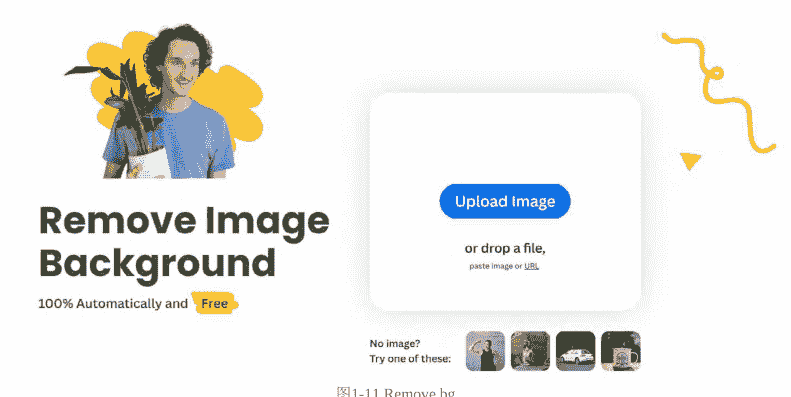 Remove Image
Background
100% Automatically and Free
Upload Image
or drop a file,
paste image or URL
No image?
Try one of these:
图1-11 Remove bg